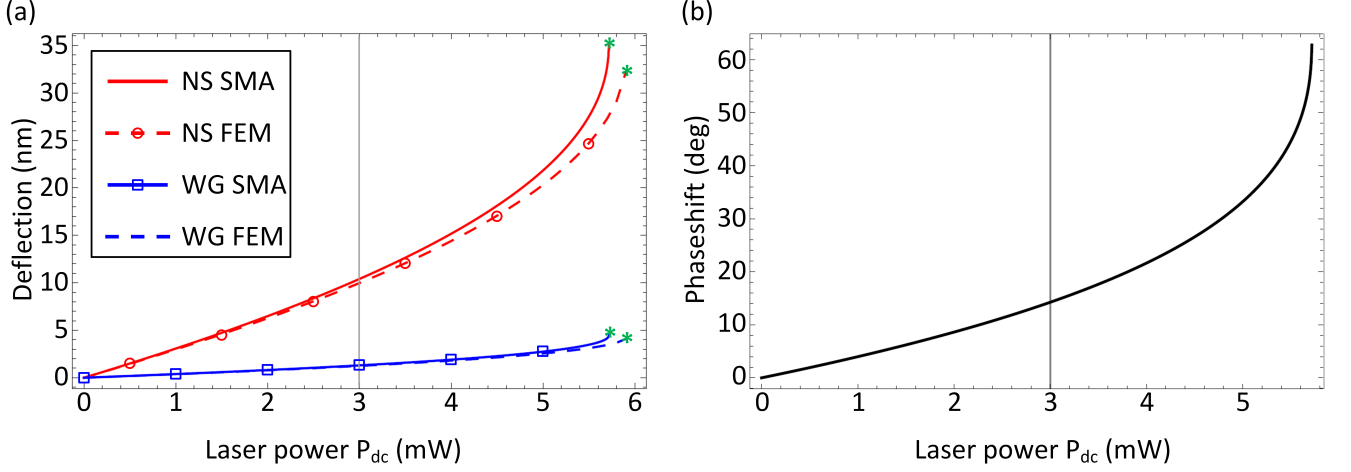 (a)
35
30
25
20
15
10
5
0
Deflection (nm)
NS SMA
NS FEM
WG SMA
WG FEM
0 1 2 3 4 5 6
Laser power P_dc (mW)
(b)
60
50
40
30
20
10
0
Phaseshift (deg)
0 1 2 3 4 5
Laser power P_dc (mW)